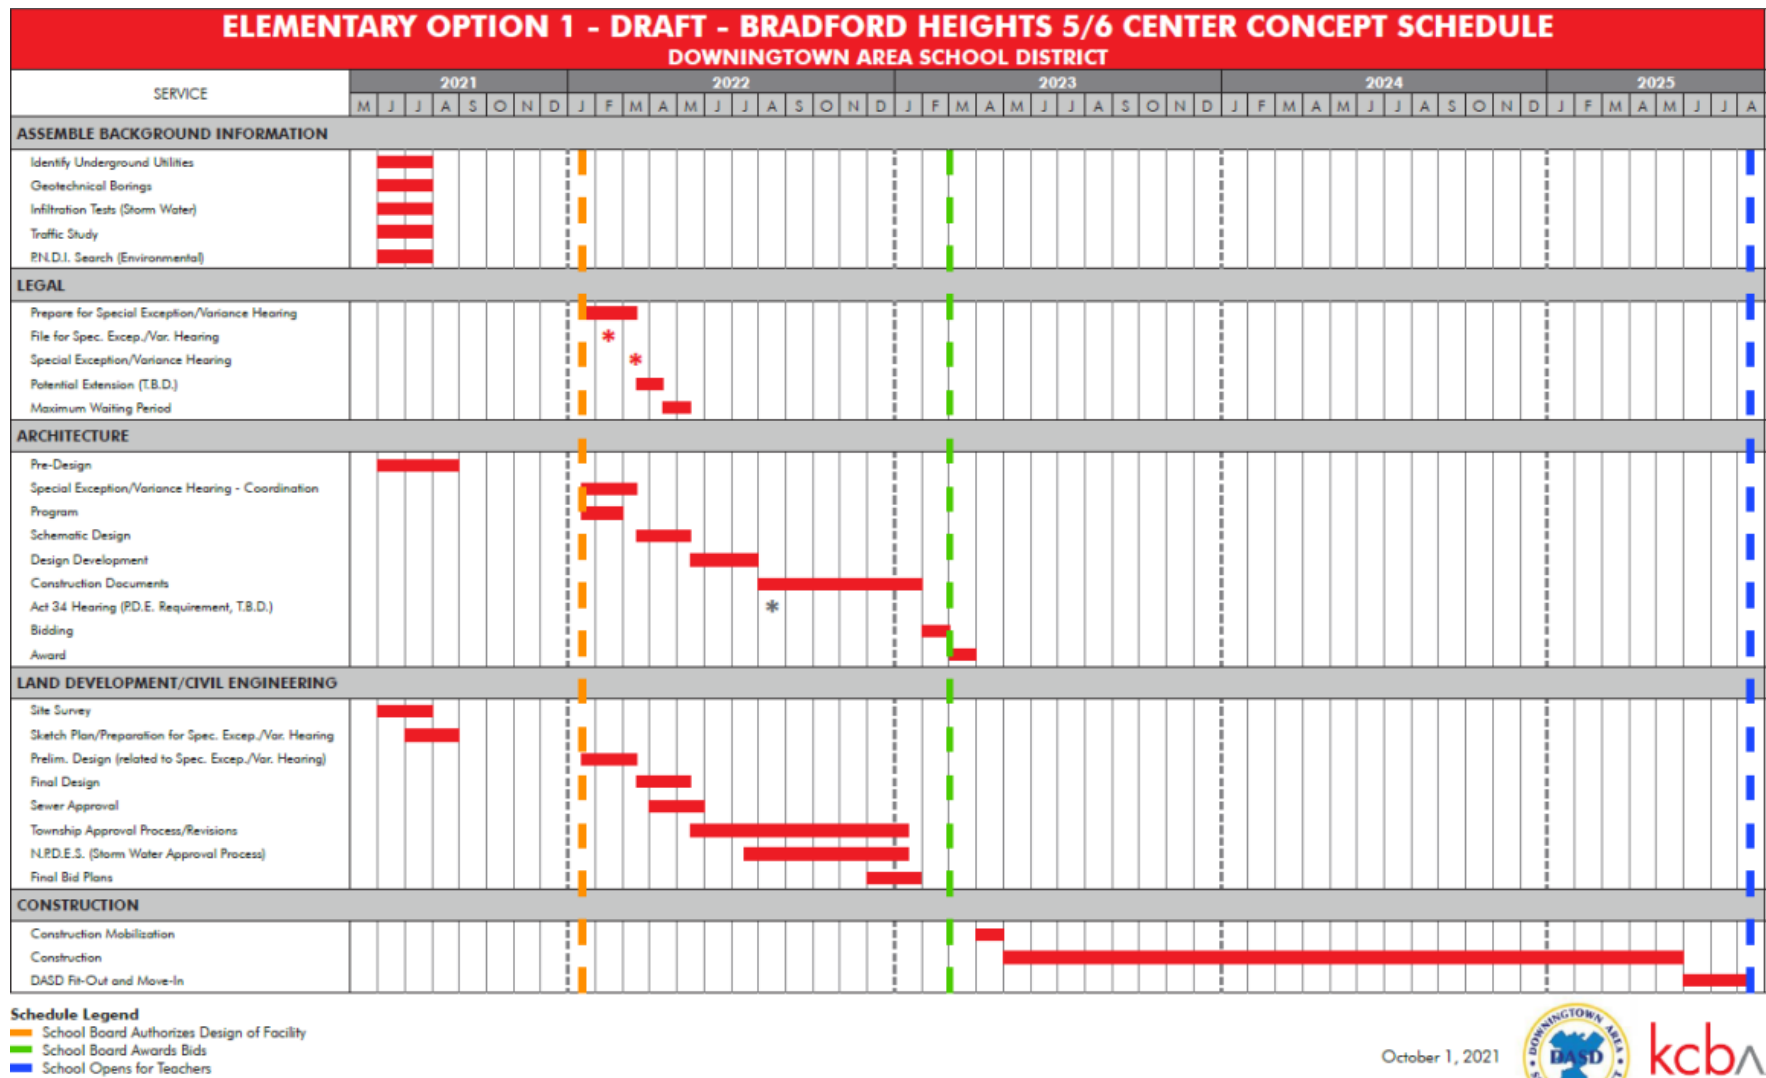 ELEMENTARY OPTION 1 - DRAFT - BRADFORD HEIGHTS 5/6 CENTER CONCEPT SCHEDULE
DOWNINGTOWN AREA SCHOOL DISTRICT
SERVICE
2021 2022 2023 2024 2025
M J J A S O N D J F M A M J J A S O N D J F M A M J J A S O N D J F M A M J J A S O N D J F M A M J J A
ASSEMBLE BACKGROUND INFORMATION
Identify Underground Utilities
Geotechnical Borings
Infiltration Tests (Storm Water)
Traffic Study
P.N.D.I. Search (Environmental)
LEGAL
Prepare for Special Exception/Variance Hearing
File for Spec. Excep./Var. Hearing
*
Special Exception/Variance Hearing
*
Potential Extension (T.B.D.)
Maximum Waiting Period
ARCHITECTURE
Pre-Design
Special Exception/Variance Hearing - Coordination
Program
Schematic Design
Design Development
Construction Documents
Act 34 Hearing (P.D.E. Requirement, T.B.D.)
*
Bidding
Award
LAND DEVELOPMENT/CIVIL ENGINEERING
Site Survey
Sketch Plan/Preparation for Spec. Excep./Var. Hearing
Prelim. Design (related to Spec. Excep./Var. Hearing)
Final Design
Sewer Approval
Township Approval Process/Revisions
N.P.D.E.S. (Storm Water Approval Process)
Final Bid Plans
CONSTRUCTION
Construction Mobilization
Construction
DASD Fit-Out and Move-In
Schedule Legend
School Board Authorizes Design of Facility
School Board Awards Bids
School Opens for Teachers
October 1, 2021
DOWNINGTOWN AREA
DASD
kcba